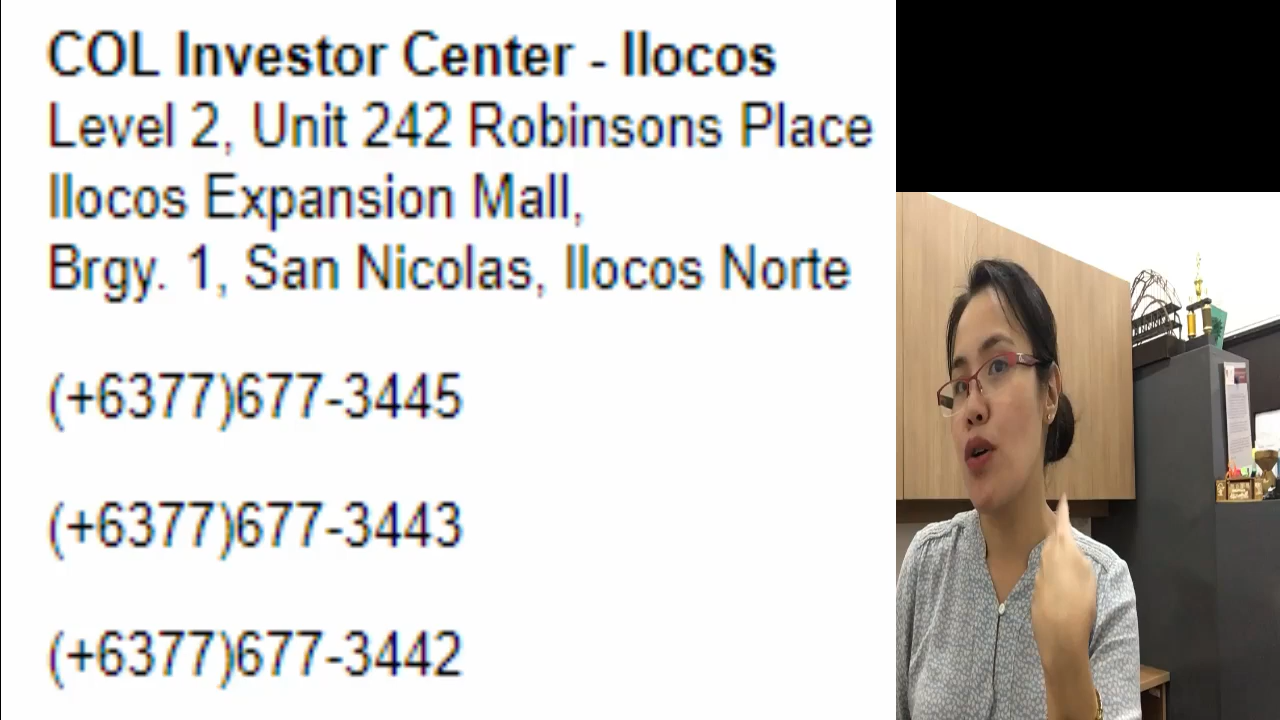 COL Investor Center - Ilocos
Level 2, Unit 242 Robinsons Place
Ilocos Expansion Mall,
Brgy. 1, San Nicolas, Ilocos Norte
(+6377)677-3445
(+6377)677-3443
(+6377)677-3442